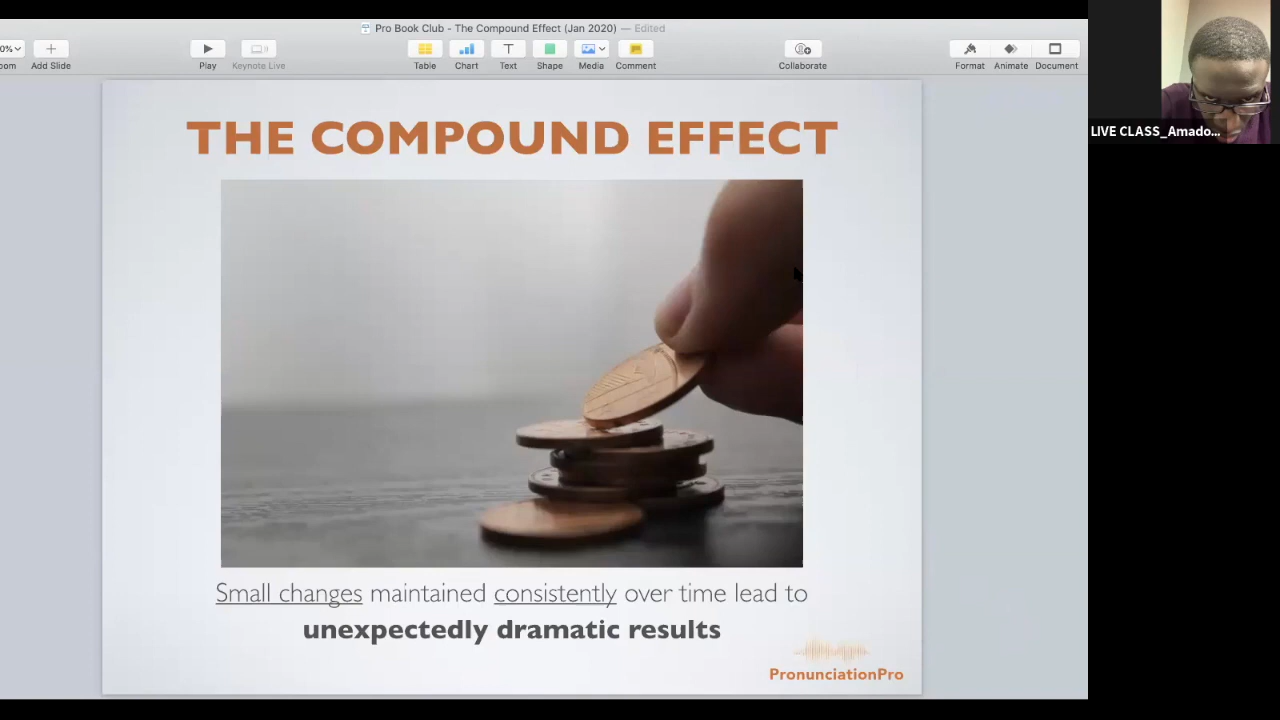 Pro Book Club - The Compound Effect (Jan 2020) — Edited
0%
oom
Add Slide
Play
Keynote Live
Table
Chart
Text
Shape
Media
Comment
Collaborate
Format
Animate
Document
LIVE CLASS_Amado...
THE COMPOUND EFFECT
Small changes maintained consistently over time lead to
unexpectedly dramatic results
PronunciationPro